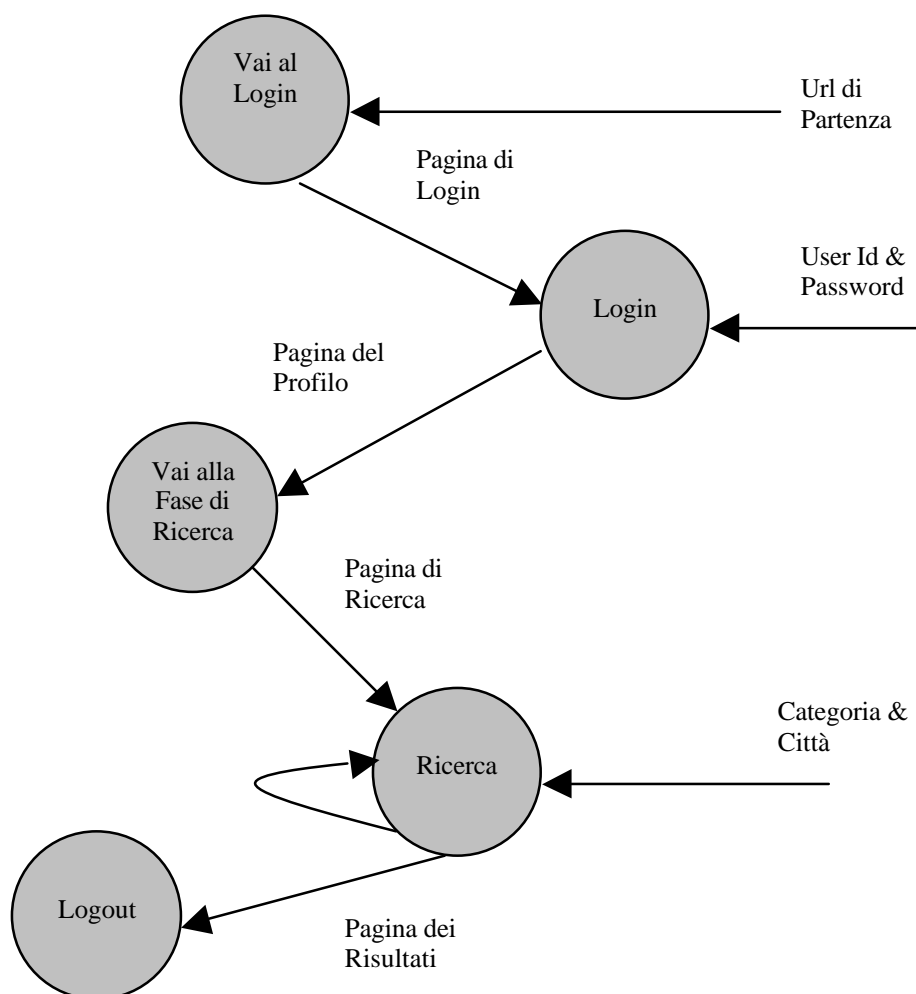 Vai al
Login
Url di
Partenza
Pagina di
Login
User Id &
Password
Login
Pagina del
Profilo
Vai alla
Fase di
Ricerca
Pagina di
Ricerca
Categoria &
Città
Ricerca
Logout
Pagina dei
Risultati